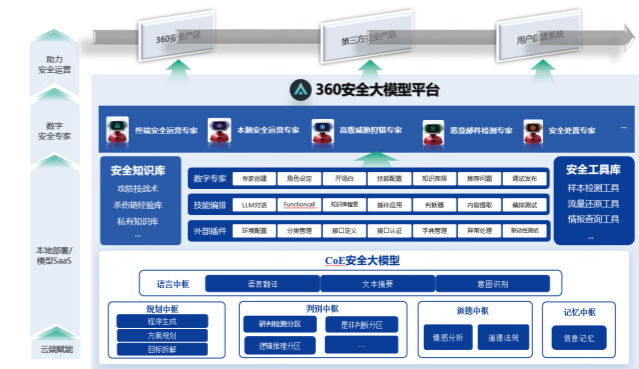 360安全产品
第三方安全产品
用户自建系统
助力
安全运营
360安全大模型平台
数字
安全专家
终端安全运营专家
本脑安全运营专家
高级威胁狩猎专家
恶意邮件检测专家
安全处置专家
...
安全知识库
攻防技战术
杀伤链经验库
私有知识库
...
数字专家
专家创建
角色设定
开场白
技能配置
知识库择
推荐问题
调试发布
技能编排
LLM对话
Functioncall
知识库搜索
插件应用
判断器
内容提取
编排测试
外部插件
环境配置
分类管理
接口定义
接口认证
字典管理
异常处理
联动性测试
安全工具库
样本检测工具
流量还原工具
情报查询工具
...
本地部署/
模型SaaS
CoE安全大模型
语言中枢
语言翻译
文本摘要
意图识别
规划中枢
程序生成
方案规划
目标拆解
判别中枢
研判检测分区
是非判断分区
逻辑推理分区
...
道德中枢
情感分析
道德法规
记忆中枢
信息记忆
云端赋能